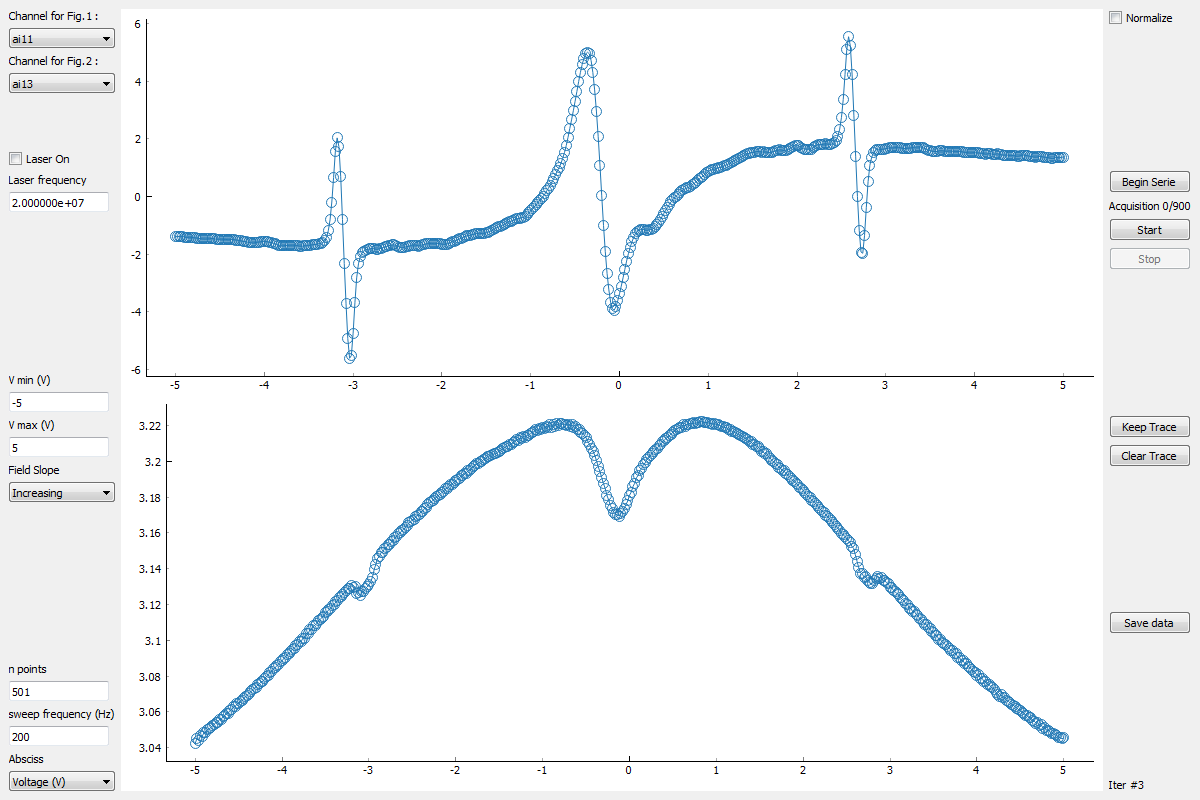 Channel for Fig.1 :
ai11
Channel for Fig.2 :
ai13
Laser On
Laser frequency
2.000000e+07
V min (V)
-5
V max (V)
5
Field Slope
Increasing
n points
501
sweep frequency (Hz)
200
Absciss
Voltage (V)
6
4
2
0
-2
-4
-6
-5 -4 -3 -2 -1 0 1 2 3 4 5
3.22
3.2
3.18
3.16
3.14
3.12
3.1
3.08
3.06
3.04
-5 -4 -3 -2 -1 0 1 2 3 4 5
Normalize
Begin Serie
Acquisition 0/900
Start
Stop
Keep Trace
Clear Trace
Save data
Iter #3